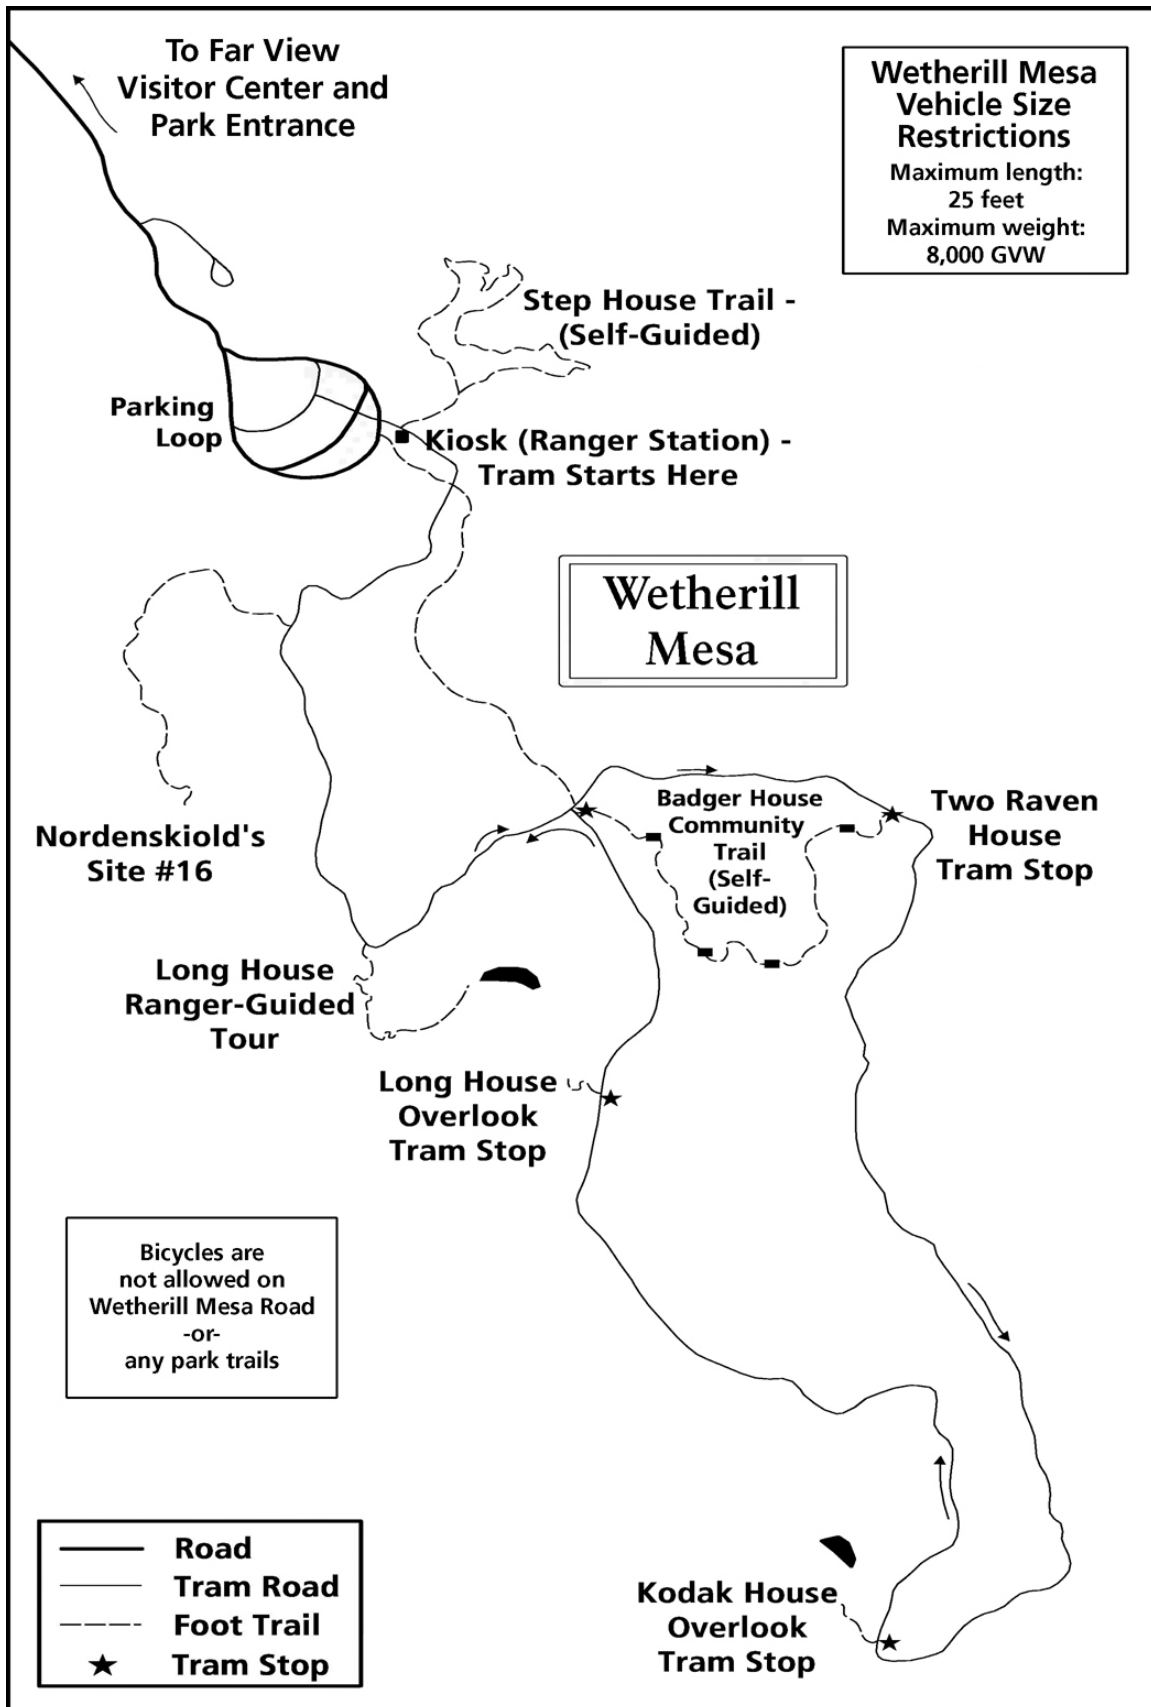 To Far View
Visitor Center and
Park Entrance
Wetherill Mesa
Vehicle Size
Restrictions
Maximum length:
25 feet
Maximum weight:
8,000 GVW
Step House Trail -
(Self-Guided)
Parking
Loop
Kiosk (Ranger Station) -
Tram Starts Here
Wetherill
Mesa
Nordenskiold's
Site #16
Badger House
Community
Trail
(Self-
Guided)
Two Raven
House
Tram Stop
Long House
Ranger-Guided
Tour
Long House
Overlook
Tram Stop
Bicycles are
not allowed on
Wetherill Mesa Road
-or-
any park trails
Kodak House
Overlook
Tram Stop
Road
Tram Road
Foot Trail
Tram Stop